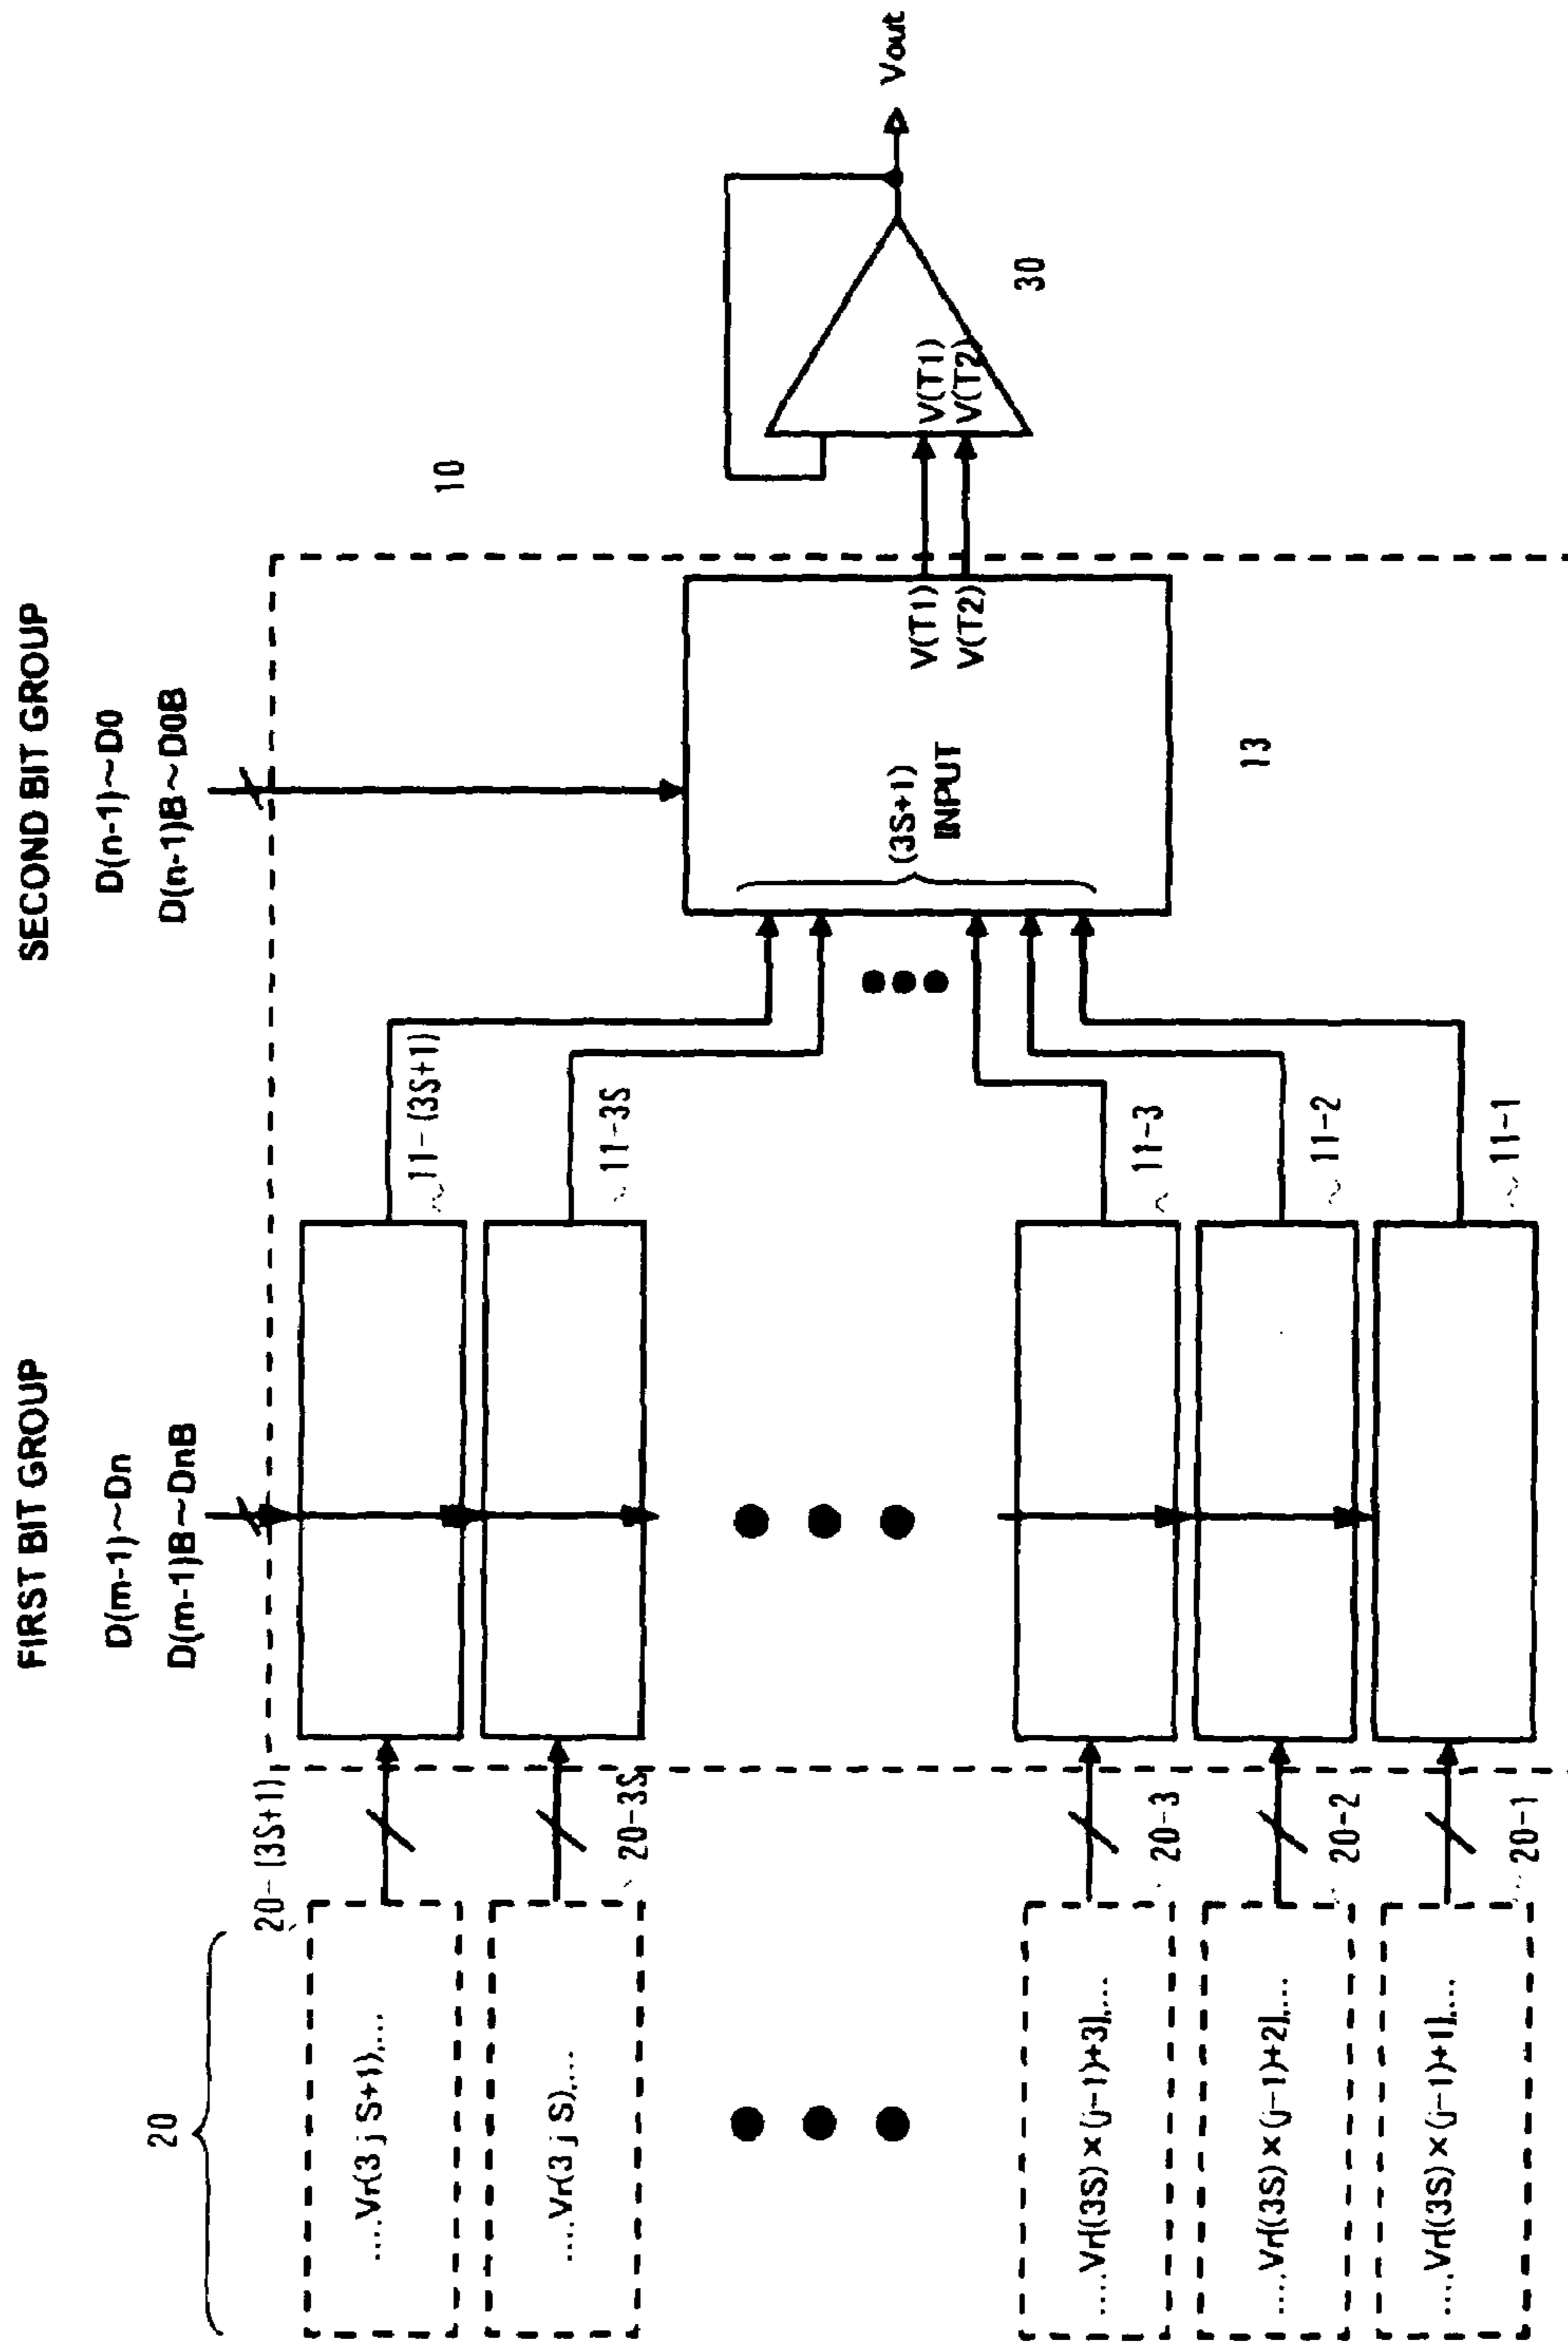 FIRST BIT GROUP
D(m-1)~Dn
D(m-1)B~DnB
SECOND BIT GROUP
D(n-1)~D0
D(n-1)B~D0B
20
20-(3S+1)
....Vr(3 j S+1),...
11-(3S+1)
20-3S
....Vr(3 j S),...
11-3S
20-3
....Vr[(3S)×(j-1)+3],...
11-3
20-2
....Vr[(3S)×(j-1)+2],...
11-2
20-1
....Vr[(3S)×(j-1)+1],...
11-1
(3S+1)
INPUT
V(T1)
V(T2)
13
10
V(T1)
V(T2)
30
Vout